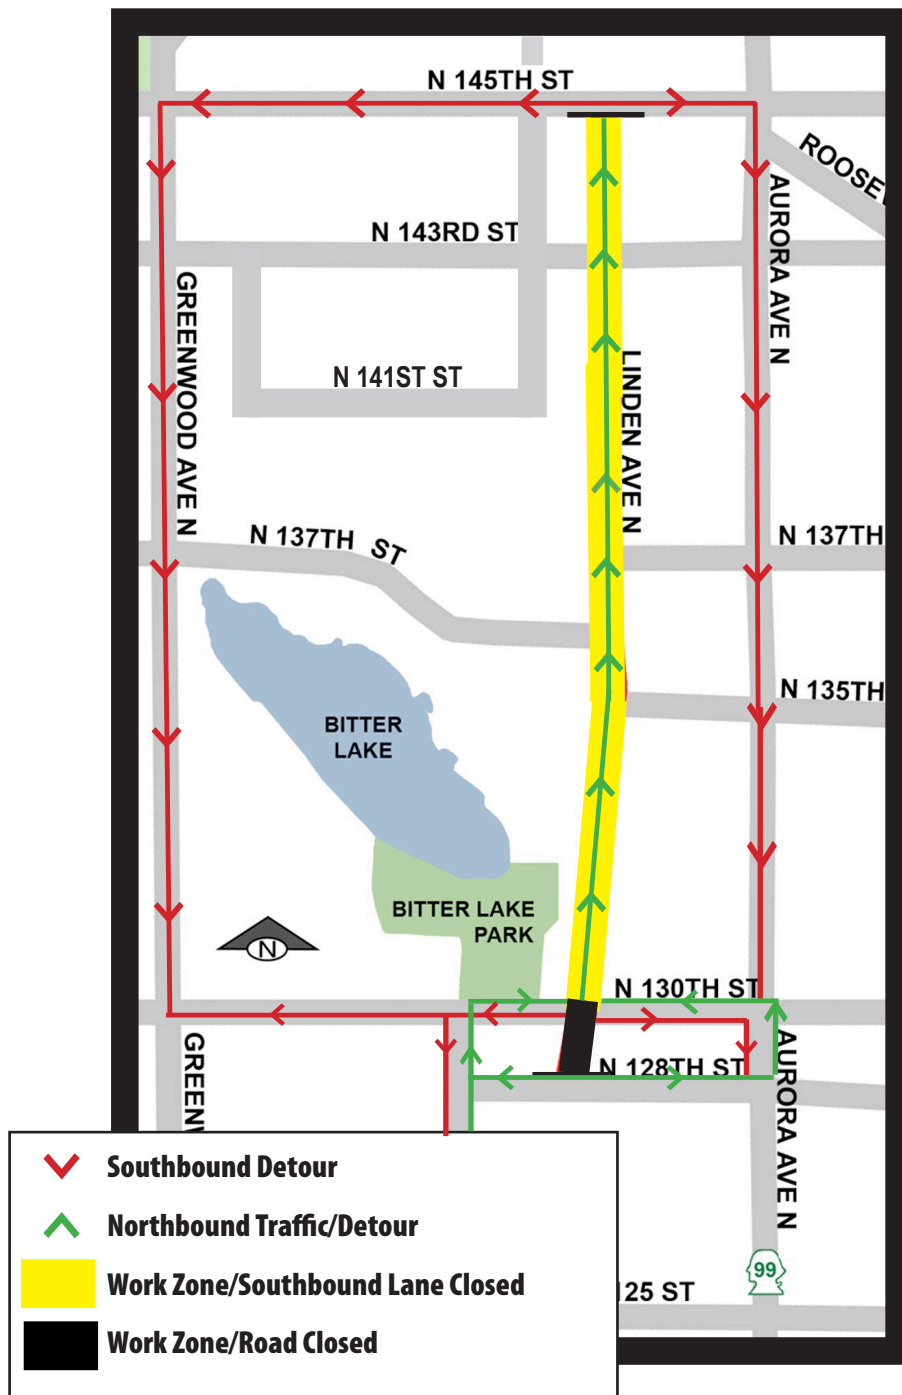 N 145TH ST
AURORA AVE N
N 143RD ST
GREENWOOD AVE N
LINDEN AVE N
N 141ST ST
N 137TH ST
N 137TH
N 135TH
BITTER
LAKE
BITTER LAKE
PARK
N
N 130TH ST
N 128TH ST
AURORA AVE N
99
125 ST
Southbound Detour
Northbound Traffic/Detour
Work Zone/Southbound Lane Closed
Work Zone/Road Closed